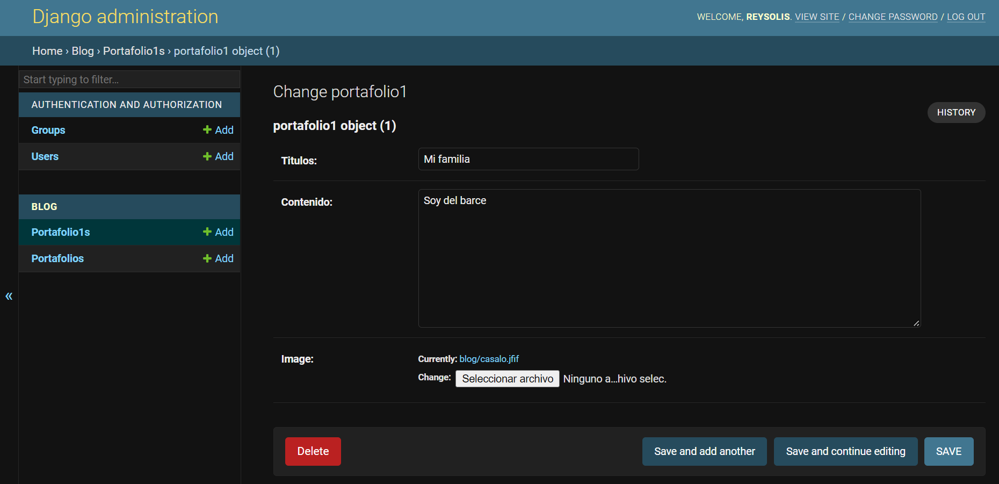 Django administration
WELCOME, REYSOLIS. VIEW SITE / CHANGE PASSWORD / LOG OUT
Home › Blog › Portafolio1s › portafolio1 object (1)
Start typing to filter...
AUTHENTICATION AND AUTHORIZATION
Groups + Add
Users + Add
BLOG
Portafolio1s + Add
Portafolios + Add
«
Change portafolio1
HISTORY
portafolio1 object (1)
Titulos: Mi familia
Contenido: Soy del barce
Image: Currently: blog/casalo.jfif
Change: Seleccionar archivo Ninguno a...hivo selec.
Delete Save and add another Save and continue editing SAVE